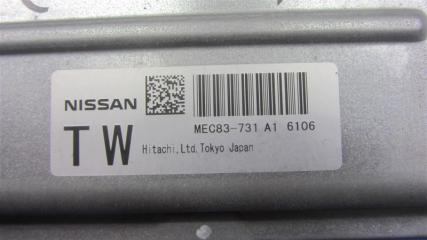 NISSAN
TW
MEC83-731 A1 6106
Hitachi,Ltd.Tokyo Japan